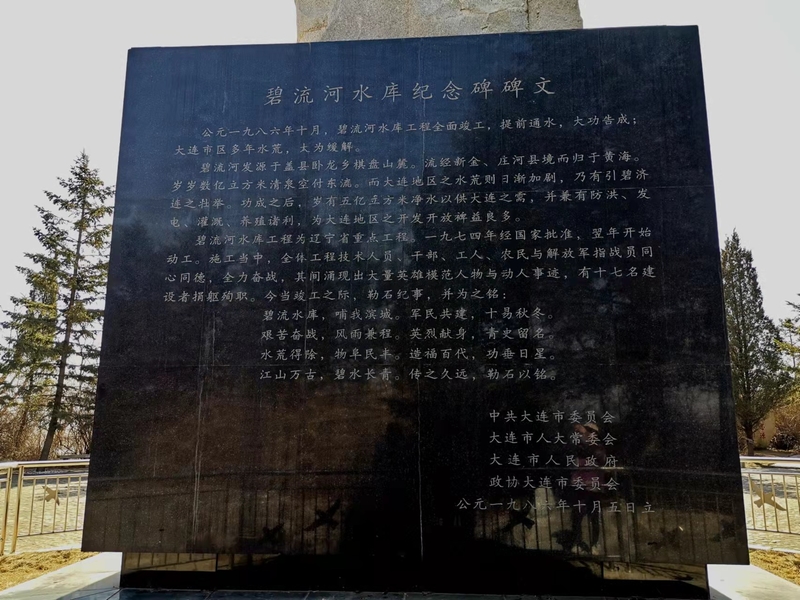 碧流河水库纪念碑碑文
公元一九八六年十月，碧流河水库工程全面竣工，提前通水，大功告成；
大连市区多年水荒，大为缓解。
碧流河发源于盖县卧龙乡棋盘山麓。流经新金、庄河县境而归于黄海。
岁岁数亿立方米清泉空付东流。而大连地区之水荒则日渐加剧，乃有引碧济
连之壮举。功成之后，岁有五亿立方米净水以供大连之需，并兼有防洪、发
电、灌溉、养殖诸利，为大连地区之开发开放裨益良多。
碧流河水库工程为辽宁省重点工程。一九七四年经国家批准，翌年开始
动工。施工当中，全体工程技术人员、干部、工人、农民与解放军指战员同
心同德，全力奋战，其间涌现出大量英雄模范人物与动人事迹，有十七名建
设者捐躯殉职。今当竣工之际，勒石纪事，并为之铭：
碧流水库，哺我滨城。军民共建，十易秋冬。
艰苦奋战，风雨兼程。英烈献身，青史留名。
水荒得除，物阜民丰。造福百代，功垂日星。
江山万古，碧水长青。传之久远，勒石以铭。
中共大连市委员会
大连市人大常委会
大连市人民政府
政协大连市委员会
公元一九八六年十月五日立